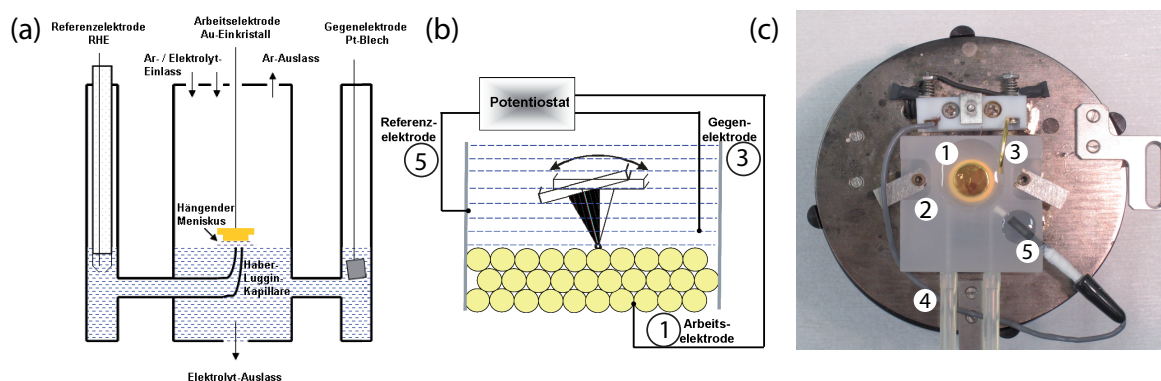 (a)
Referenzelektrode
RHE
Arbeitselektrode
Au-Einkristall
Gegenelektrode
Pt-Blech
Ar- / Elektrolyt-
Einlass
Ar-Auslass
Hängender
Meniskus
Haber-
Luggin
Kapillare
Elektrolyt-Auslass
(b)
Potentiostat
Referenz-
elektrode
5
Gegen-
elektrode
3
1
Arbeits-
elektrode
(c)
1
3
2
5
4